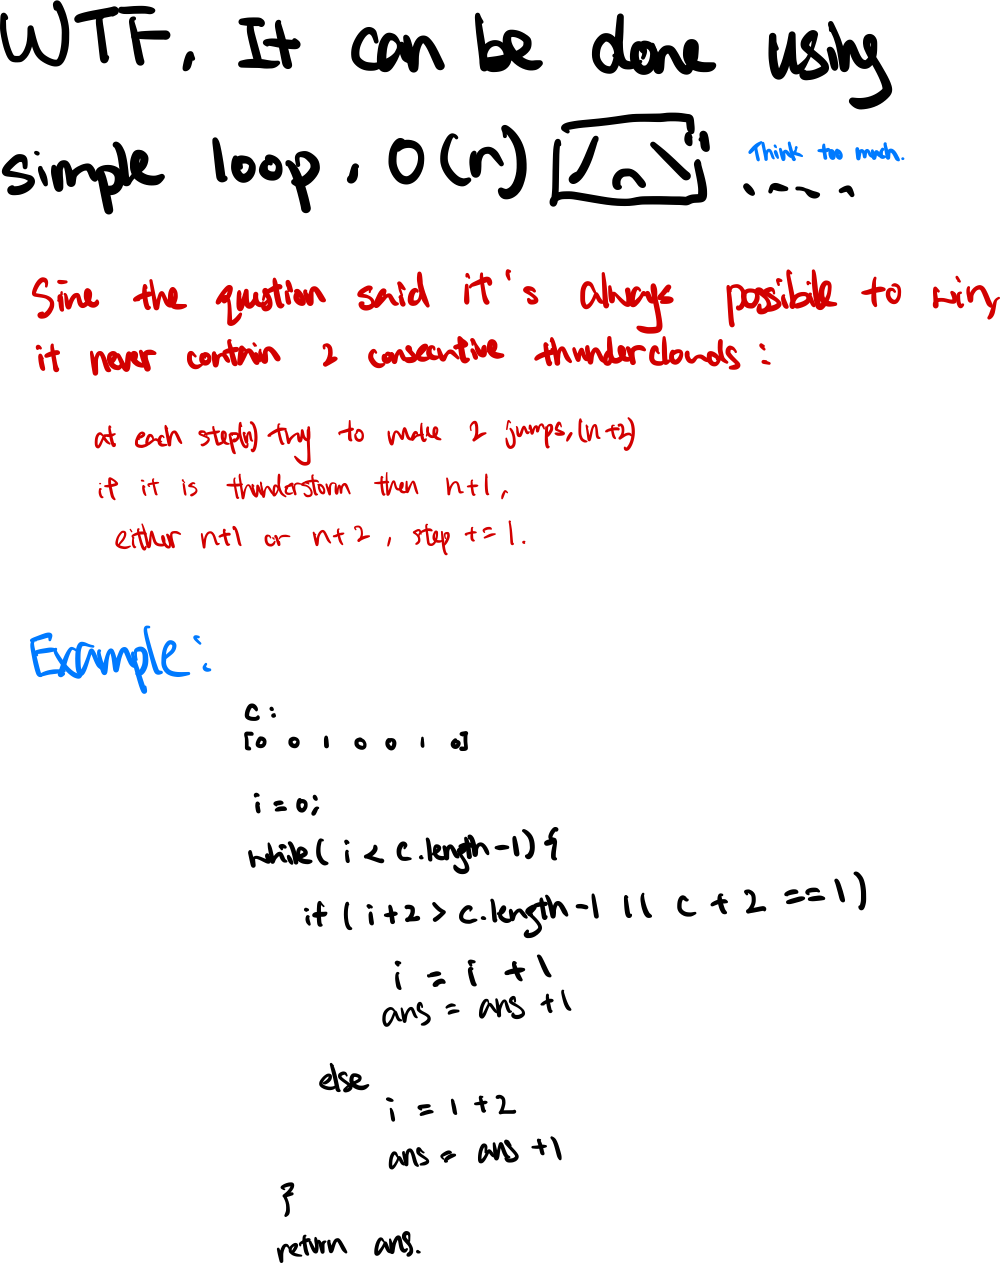 WTF, It can be done using
simple loop, O(n)
Think too much.
Sine the qustion said it's always possibile to win,
it never contain 2 consecutive thunderclouds:
at each step(n) try to make 2 jumps, (n+2)
if it is thunderstorm then n+1,
either n+1 or n+2, step += 1.
Example:
c:
[0 0 1 0 0 1 0]
i = 0;
while( i < c.length-1){
if ( i+2 > c.length-1 || c + 2 == 1)
i = i + 1
ans = ans +1
else
i = 1 +2
ans = ans +1
}
return ans.